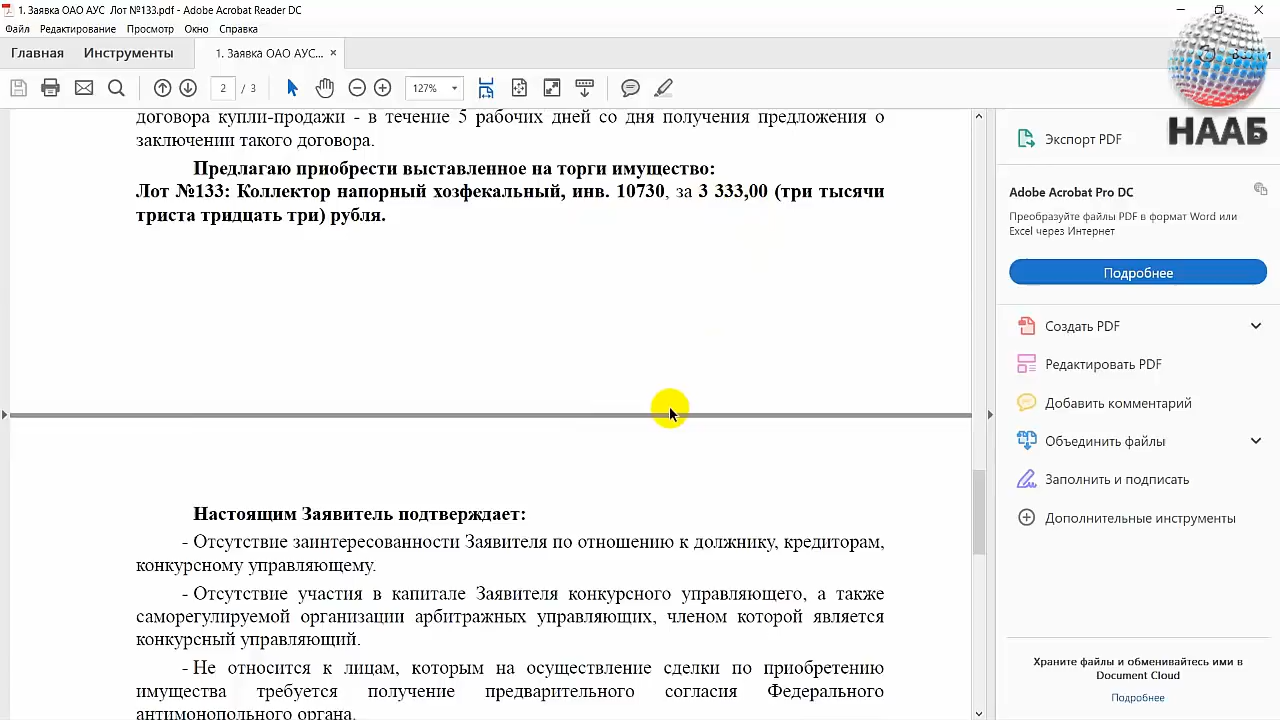 1. Заявка ОАО АУС Лот №133.pdf - Adobe Acrobat Reader DC
Файл Редактирование Просмотр Окно Справка
Главная Инструменты 1. Заявка ОАО АУС... × Войти
2 / 3 127%
НААБ
договора купли-продажи - в течение 5 рабочих дней со дня получения предложения о
заключении такого договора.
Предлагаю приобрести выставленное на торги имущество:
Лот №133: Коллектор напорный хозфекальный, инв. 10730, за 3 333,00 (три тысячи
триста тридцать три) рубля.
Настоящим Заявитель подтверждает:
- Отсутствие заинтересованности Заявителя по отношению к должнику, кредиторам,
конкурсному управляющему.
- Отсутствие участия в капитале Заявителя конкурсного управляющего, а также
саморегулируемой организации арбитражных управляющих, членом которой является
конкурсный управляющий.
- Не относится к лицам, которым на осуществление сделки по приобретению
имущества требуется получение предварительного согласия Федерального
антимонопольного органа.
Экспорт PDF
Adobe Acrobat Pro DC
Преобразуйте файлы PDF в формат Word или
Excel через Интернет
Подробнее
Создать PDF
Редактировать PDF
Добавить комментарий
Объединить файлы
Заполнить и подписать
Дополнительные инструменты
Храните файлы и обменивайтесь ими в
Document Cloud
Подробнее